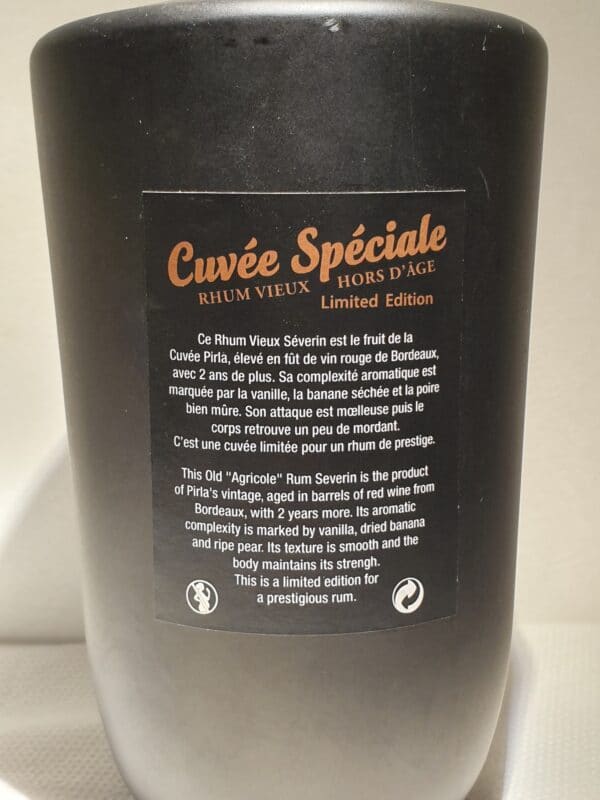 Cuvée Spéciale
RHUM VIEUX HORS D'ÂGE
Limited Edition
Ce Rhum Vieux Séverin est le fruit de la
Cuvée Pirla, élevé en fût de vin rouge de Bordeaux,
avec 2 ans de plus. Sa complexité aromatique est
marquée par la vanille, la banane séchée et la poire
bien mûre. Son attaque est mœlleuse puis le
corps retrouve un peu de mordant.
C'est une cuvée limitée pour un rhum de prestige.
This Old "Agricole" Rum Severin is the product
of Pirla's vintage, aged in barrels of red wine from
Bordeaux, with 2 years more. Its aromatic
complexity is marked by vanilla, dried banana
and ripe pear. Its texture is smooth and the
body maintains its strengh.
This is a limited edition for
a prestigious rum.